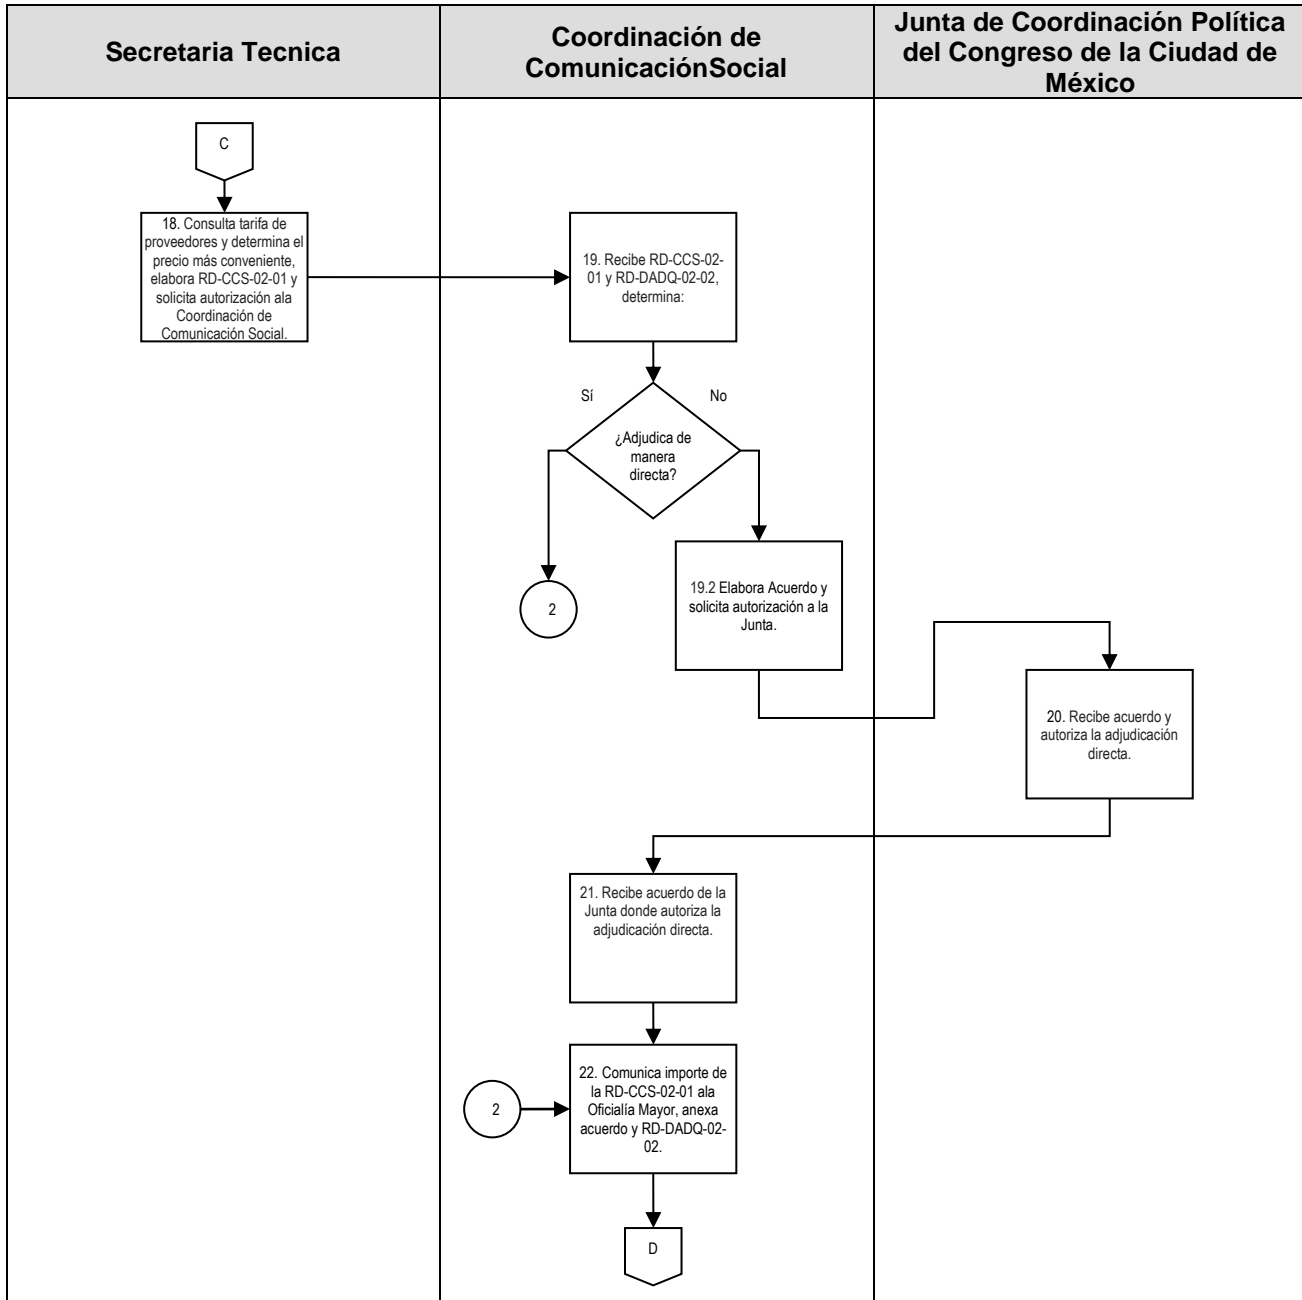 Secretaria Tecnica
Coordinación de
ComunicaciónSocial
Junta de Coordinación Política
del Congreso de la Ciudad de
México
C
18. Consulta tarifa de
proveedores y determina el
precio más conveniente,
elabora RD-CCS-02-01 y
solicita autorización ala
Coordinación de
Comunicación Social.
19. Recibe RD-CCS-02-
01 y RD-DADQ-02-02,
determina:
Sí
No
¿Adjudica de
manera
directa?
2
19.2 Elabora Acuerdo y
solicita autorización a la
Junta.
20. Recibe acuerdo y
autoriza la adjudicación
directa.
21. Recibe acuerdo de la
Junta donde autoriza la
adjudicación directa.
2
22. Comunica importe de
la RD-CCS-02-01 ala
Oficialía Mayor, anexa
acuerdo y RD-DADQ-02-
02.
D